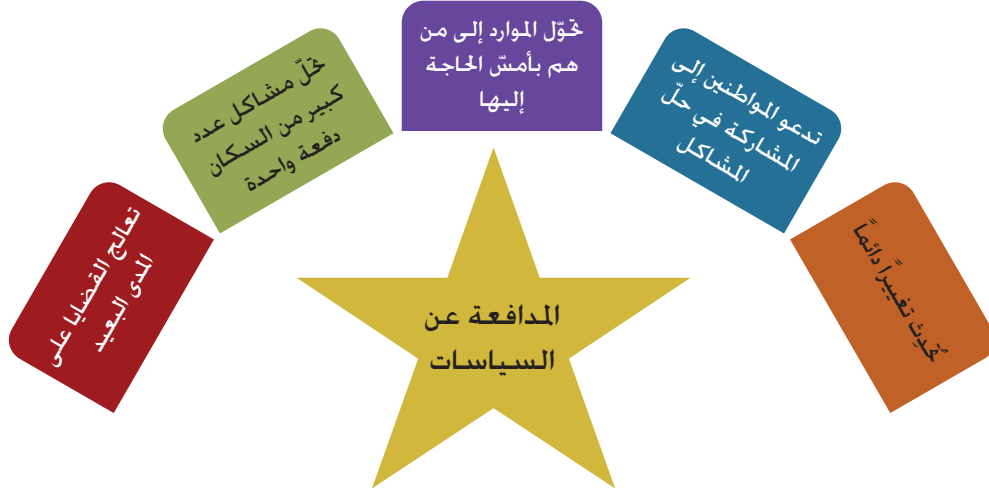 تُحدِث تغييراً دائماً
تدعو المواطنين إلى
المشاركة في حلّ
المشاكل
تحوّل الموارد إلى من
هم بأمسّ الحاجة
إليها
تحلّ مشاكل عدد
كبير من السكان
دفعة واحدة
تعالج القضايا على
المدى البعيد
المدافعة عن
السياسات